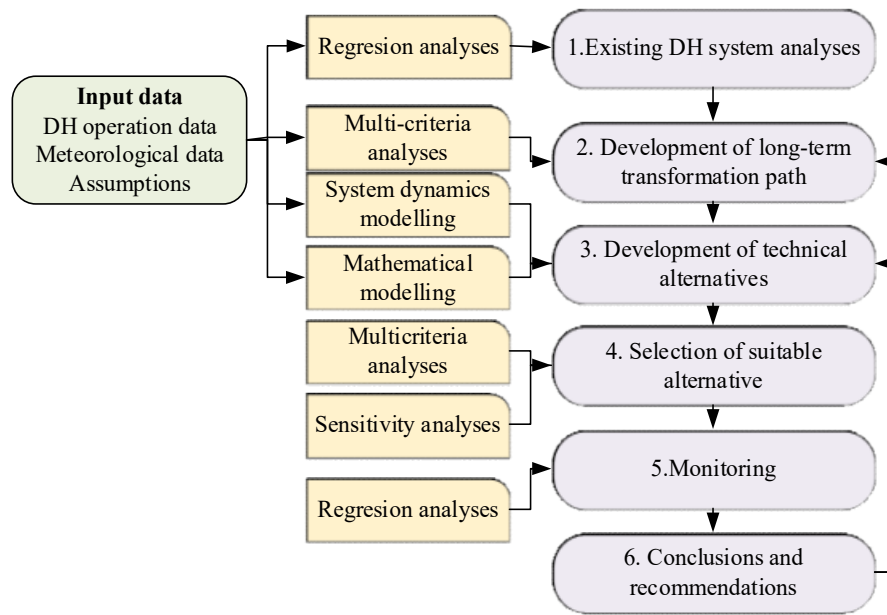 Input data
DH operation data
Meteorological data
Assumptions
Regresion analyses
Multi-criteria
analyses
System dynamics
modelling
Mathematical
modelling
Multicriteria
analyses
Sensitivity analyses
Regresion analyses
1.Existing DH system analyses
2. Development of long-term
transformation path
3. Development of technical
alternatives
4. Selection of suitable
alternative
5.Monitoring
6. Conclusions and
recommendations